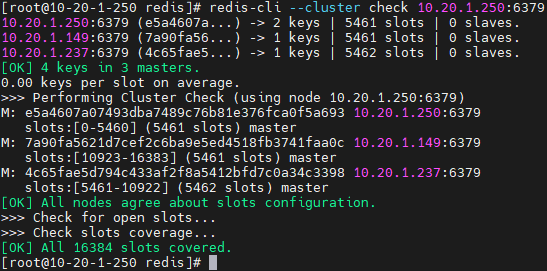 [root@10-20-1-250 redis]# redis-cli --cluster check 10.20.1.250:6379
10.20.1.250:6379 (e5a4607a...) -> 2 keys | 5461 slots | 0 slaves.
10.20.1.149:6379 (7a90fa56...) -> 1 keys | 5461 slots | 0 slaves.
10.20.1.237:6379 (4c65fae5...) -> 1 keys | 5462 slots | 0 slaves.
[OK] 4 keys in 3 masters.
0.00 keys per slot on average.
>>> Performing Cluster Check (using node 10.20.1.250:6379)
M: e5a4607a07493dba7489c76b81e376fca0f5a693 10.20.1.250:6379
   slots:[0-5460] (5461 slots) master
M: 7a90fa5621d7cef2c6ba9e5ed4518fb3741faa0c 10.20.1.149:6379
   slots:[10923-16383] (5461 slots) master
M: 4c65fae5d794c433af2f8a5412bfd7c0a34c3398 10.20.1.237:6379
   slots:[5461-10922] (5462 slots) master
[OK] All nodes agree about slots configuration.
>>> Check for open slots...
>>> Check slots coverage...
[OK] All 16384 slots covered.
[root@10-20-1-250 redis]#